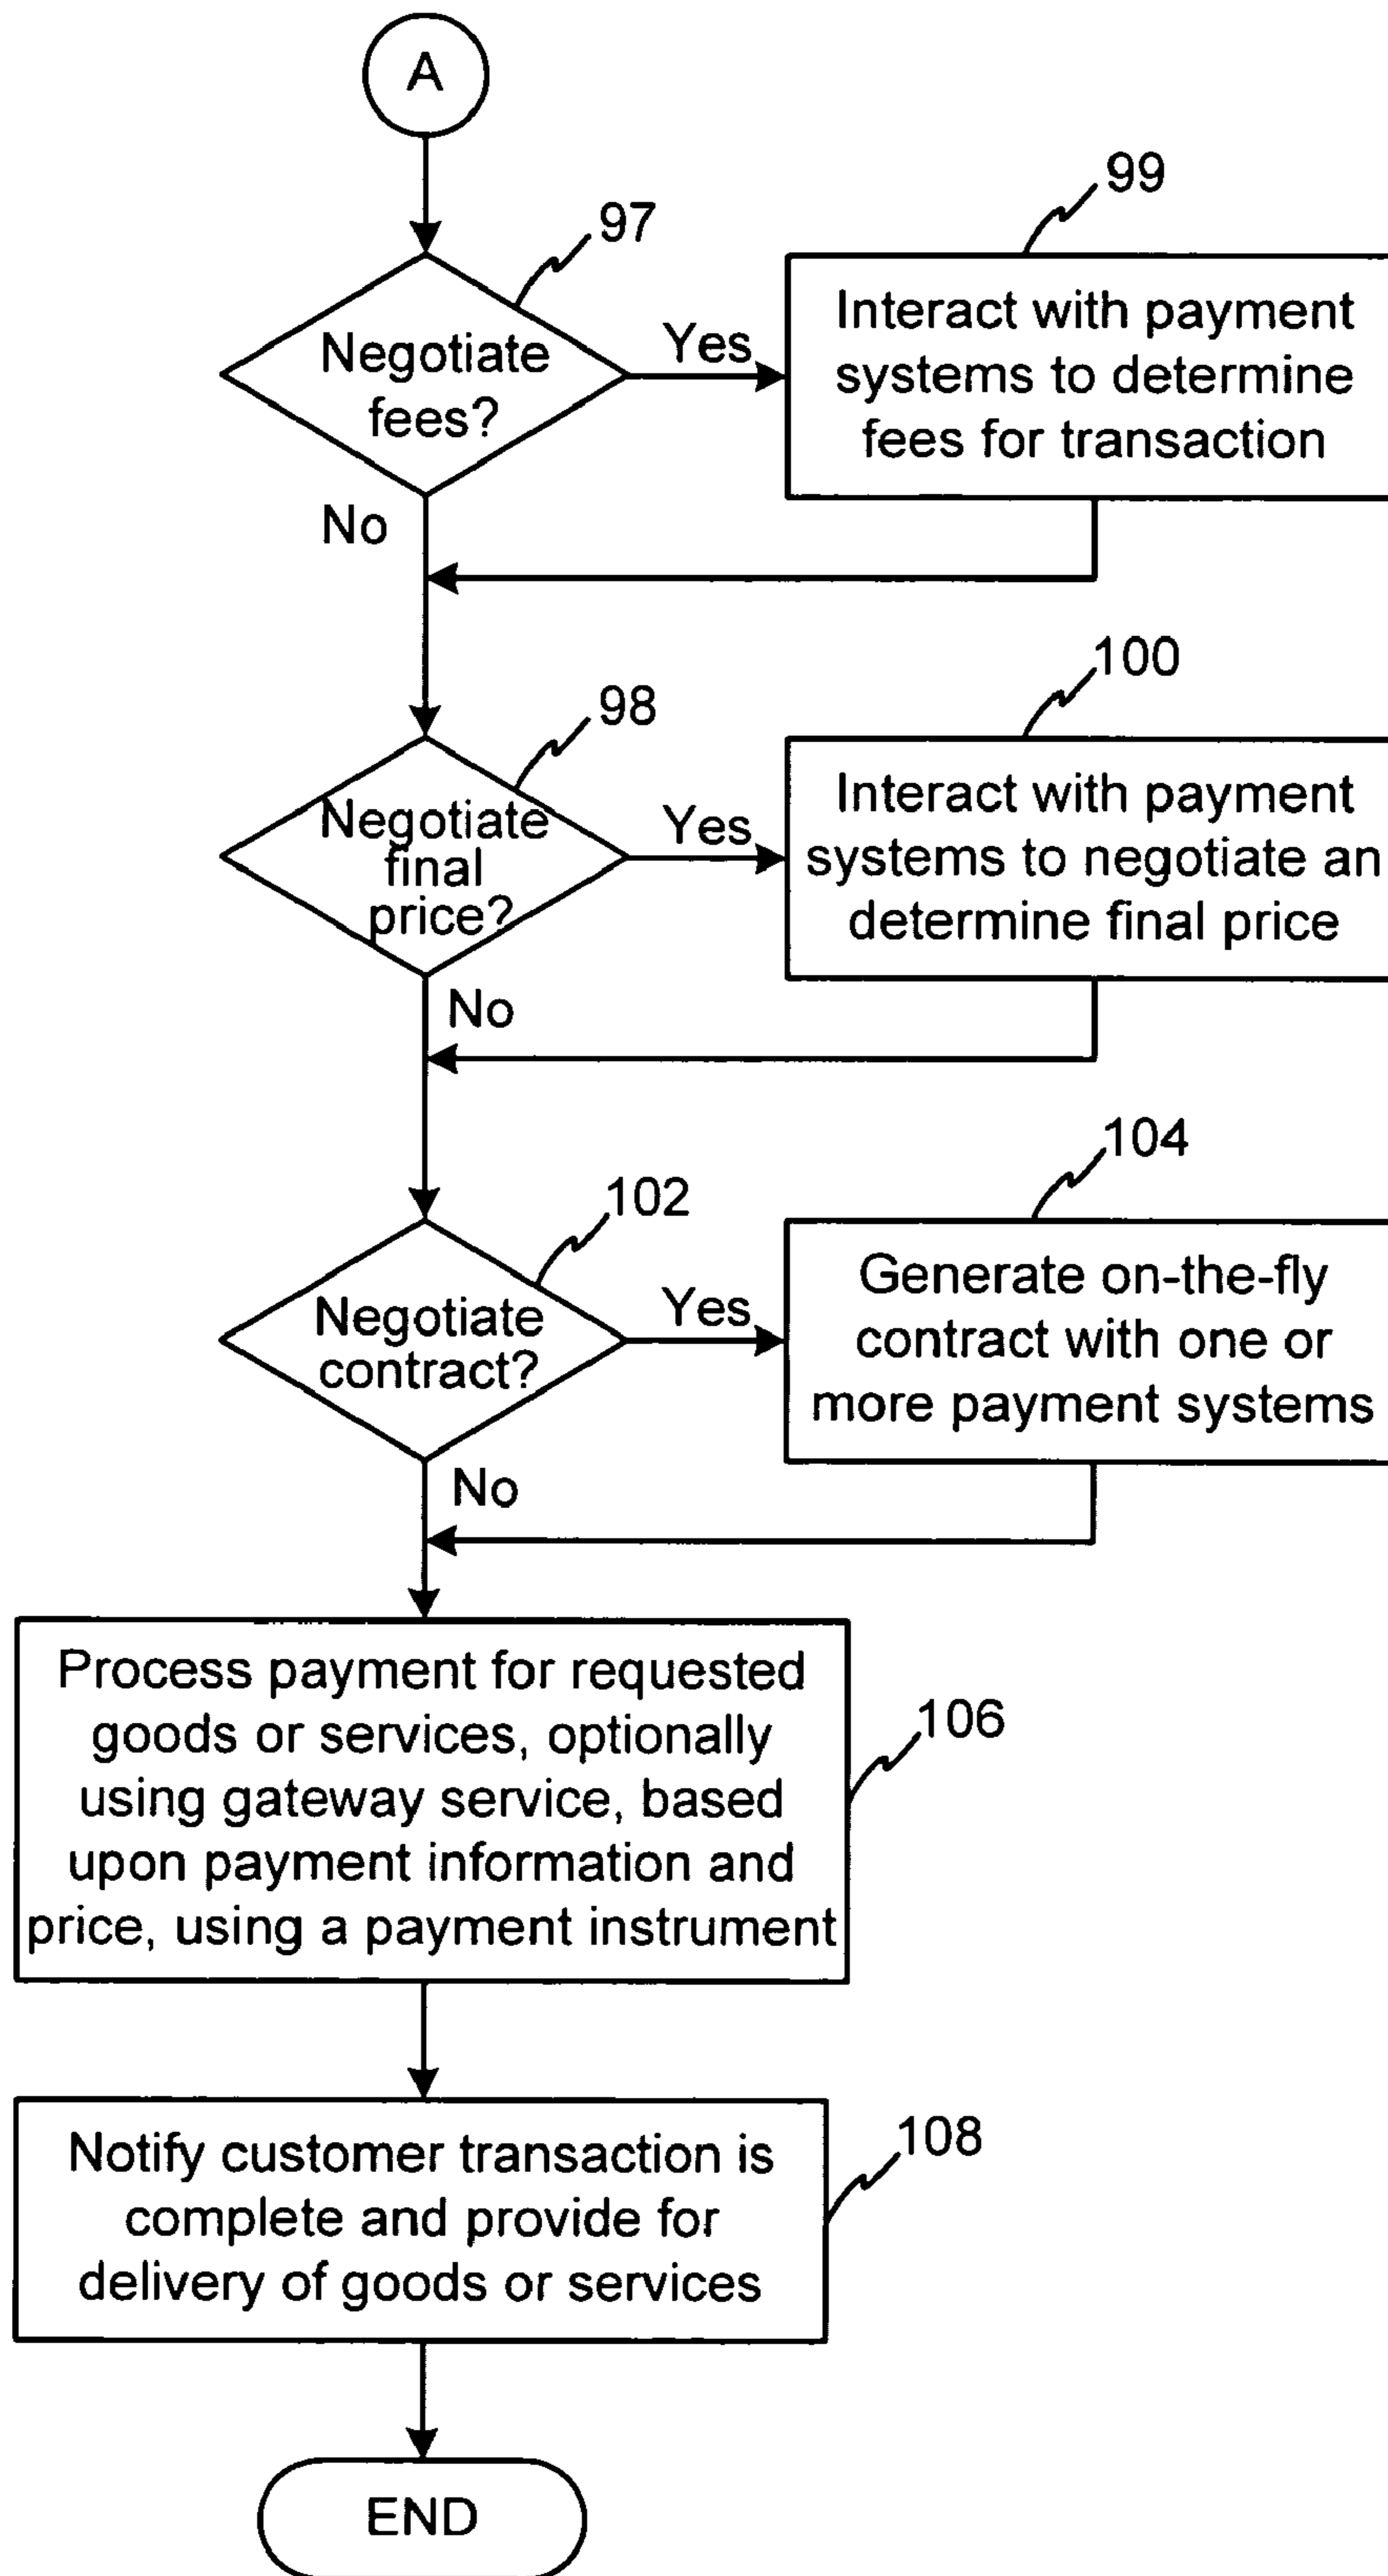 A
97
99
Negotiate
fees?
Yes
Interact with payment
systems to determine
fees for transaction
No
98
100
Negotiate
final
price?
Yes
Interact with payment
systems to negotiate an
determine final price
No
102
104
Negotiate
contract?
Yes
Generate on-the-fly
contract with one or
more payment systems
No
Process payment for requested
goods or services, optionally
using gateway service, based
upon payment information and
price, using a payment instrument
106
Notify customer transaction is
complete and provide for
delivery of goods or services
108
END